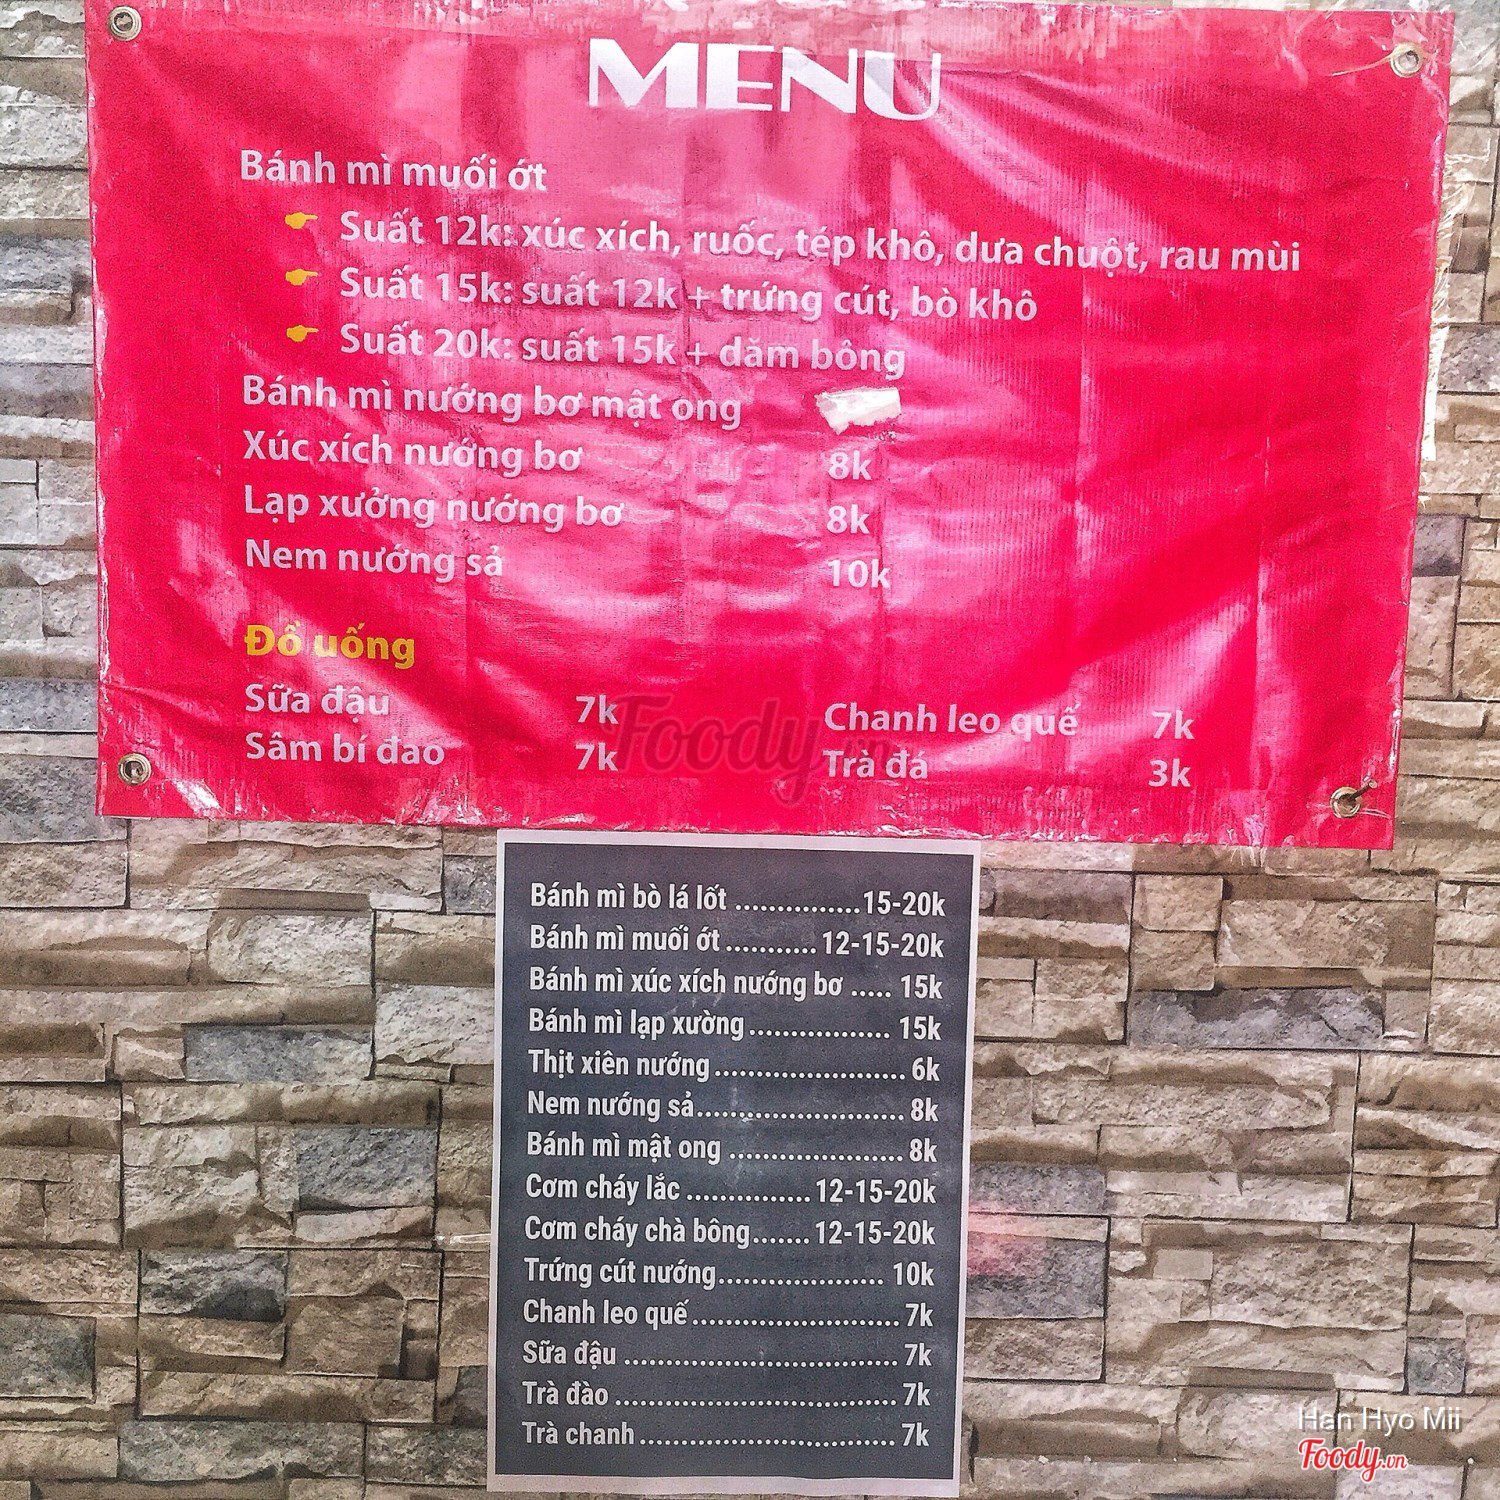 MENU
Bánh mì muối ớt
Suất 12k: xúc xích, ruốc, tép khô, dưa chuột, rau mùi
Suất 15k: suất 12k + trứng cút, bò khô
Suất 20k: suất 15k + dăm bông
Bánh mì nướng bơ mật ong
Xúc xích nướng bơ 8k
Lạp xưởng nướng bơ 8k
Nem nướng sả 10k
Đồ uống
Sữa đậu 7k Chanh leo quế 7k
Sâm bí đao 7k Trà đá 3k
Foody.vn
Bánh mì bò lá lốt ............... 15-20k
Bánh mì muối ớt ........... 12-15-20k
Bánh mì xúc xích nướng bơ ..... 15k
Bánh mì lạp xường ................. 15k
Thịt xiên nướng ....................... 6k
Nem nướng sả ......................... 8k
Bánh mì mật ong ..................... 8k
Cơm cháy lắc ............... 12-15-20k
Cơm cháy chà bông ....... 12-15-20k
Trứng cút nướng .................... 10k
Chanh leo quế ......................... 7k
Sữa đậu ................................. 7k
Trà đào .................................. 7k
Trà chanh ............................... 7k
Han Hyo Mii
Foody.vn